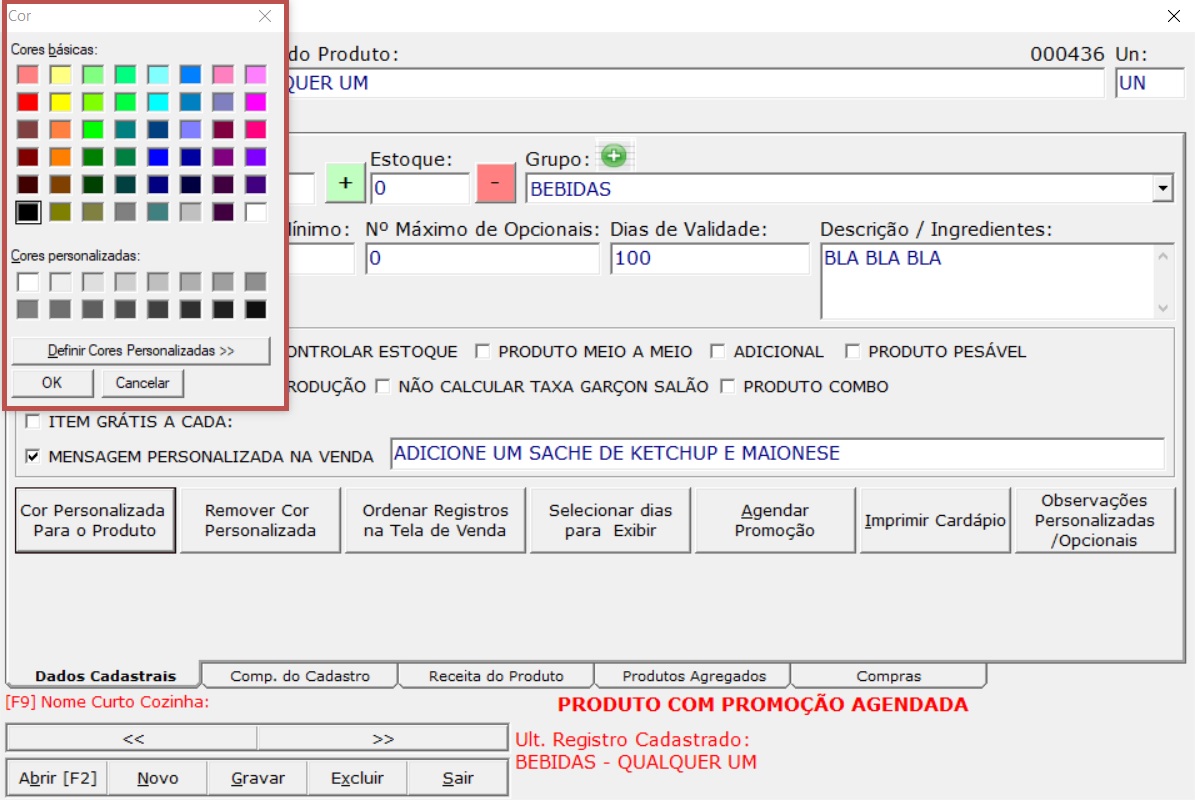 Cor
Cores básicas:
Cores personalizadas:
Definir Cores Personalizadas >>
OK Cancelar
do Produto: 000436 Un:
QUER UM UN
Estoque: Grupo:
+ 0 - BEBIDAS
Nº Máximo de Opcionais: Dias de Validade: Descrição / Ingredientes:
0 100 BLA BLA BLA
ONTROLAR ESTOQUE PRODUTO MEIO A MEIO ADICIONAL PRODUTO PESÁVEL
RODUÇÃO NÃO CALCULAR TAXA GARÇON SALÃO PRODUTO COMBO
ITEM GRÁTIS A CADA:
MENSAGEM PERSONALIZADA NA VENDA ADICIONE UM SACHE DE KETCHUP E MAIONESE
Cor Personalizada
Para o Produto
Remover Cor
Personalizada
Ordenar Registros
na Tela de Venda
Selecionar dias
para Exibir
Agendar
Promoção
Imprimir Cardápio
Observações
Personalizadas
/Opcionais
Dados Cadastrais Comp. do Cadastro Receita do Produto Produtos Agregados Compras
[F9] Nome Curto Cozinha: PRODUTO COM PROMOÇÃO AGENDADA
<< >>
Ult. Registro Cadastrado:
BEBIDAS - QUALQUER UM
Abrir [F2] Novo Gravar Excluir Sair